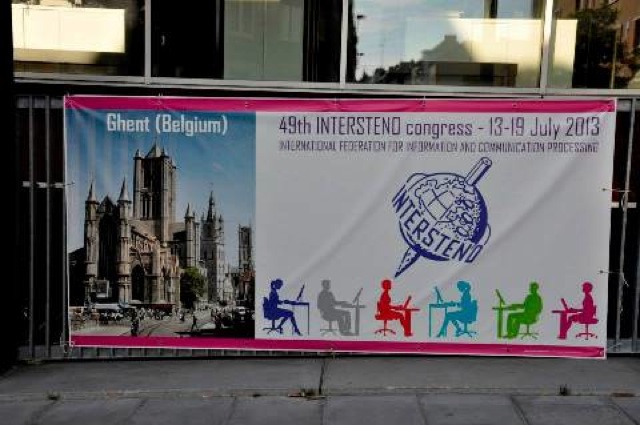 Ghent (Belgium)
49th INTERSTENO congress - 13-19 July 2013
INTERNATIONAL FEDERATION FOR INFORMATION AND COMMUNICATION PROCESSING
INTERSTENO